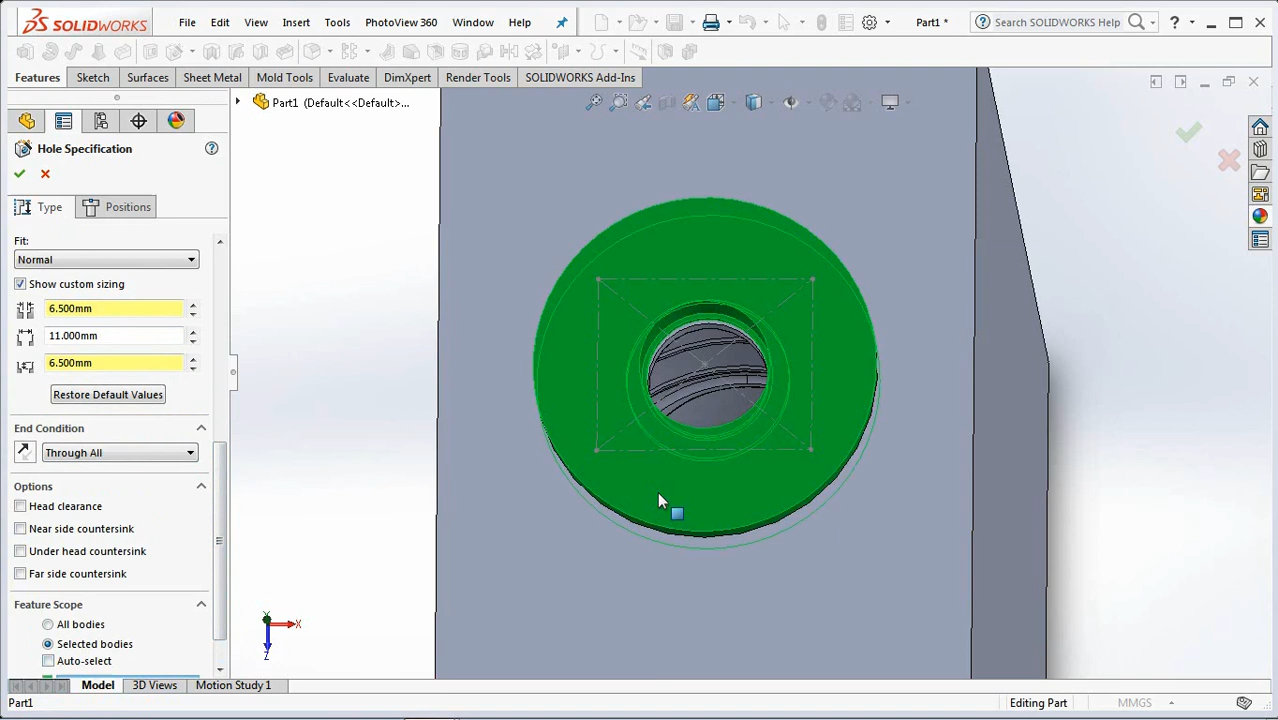 SOLIDWORKS File Edit View Insert Tools PhotoView 360 Window Help Part1 * Search SOLIDWORKS Help ?
Features Sketch Surfaces Sheet Metal Mold Tools Evaluate DimXpert Render Tools SOLIDWORKS Add-Ins
Part1 (Default<<Default>...
Hole Specification
Type Positions
Fit:
Normal
Show custom sizing
6.500mm
11.000mm
6.500mm
Restore Default Values
End Condition
Through All
Options
Head clearance
Near side countersink
Under head countersink
Far side countersink
Feature Scope
All bodies
Selected bodies
Auto-select
X
Z
Model 3D Views Motion Study 1
Part1 Editing Part MMGS